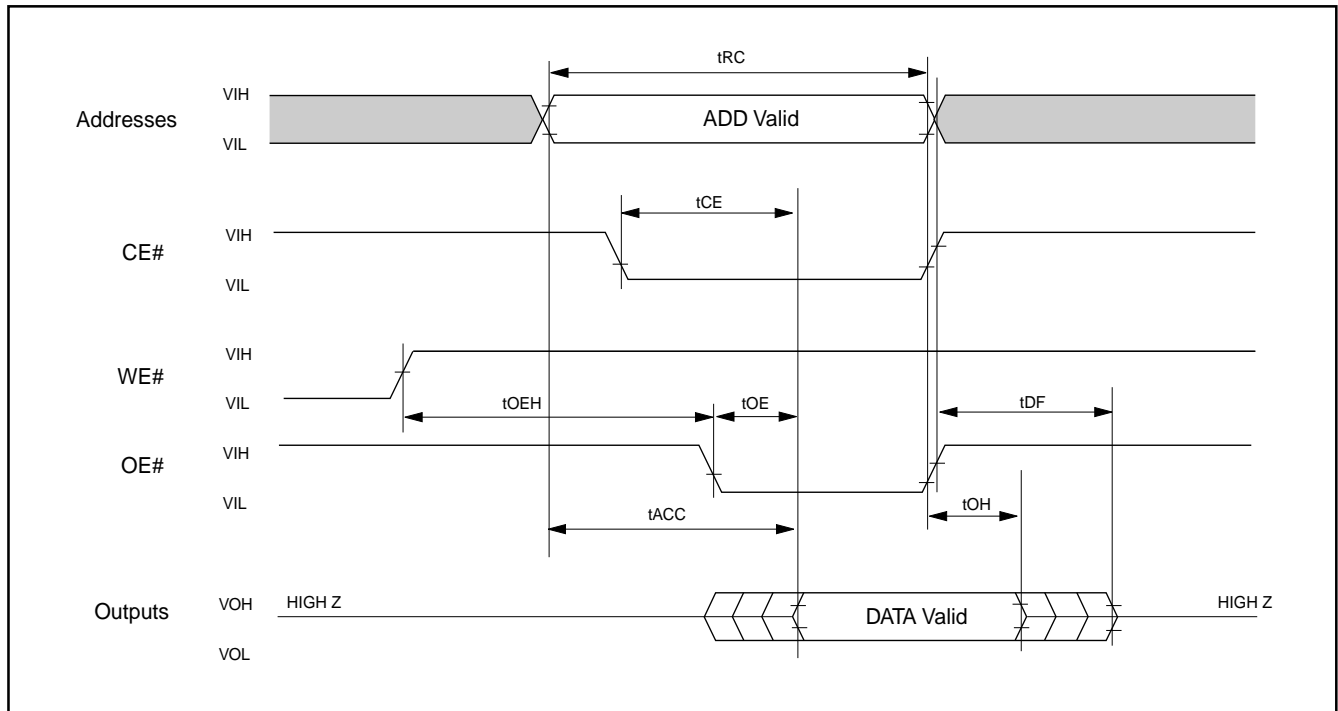 tRC
VIH
Addresses
ADD Valid
VIL
tCE
VIH
CE#
VIL
VIH
WE#
VIL
tOEH
tOE
tDF
VIH
OE#
VIL
tACC
tOH
VOH
HIGH Z
HIGH Z
Outputs
DATA Valid
VOL